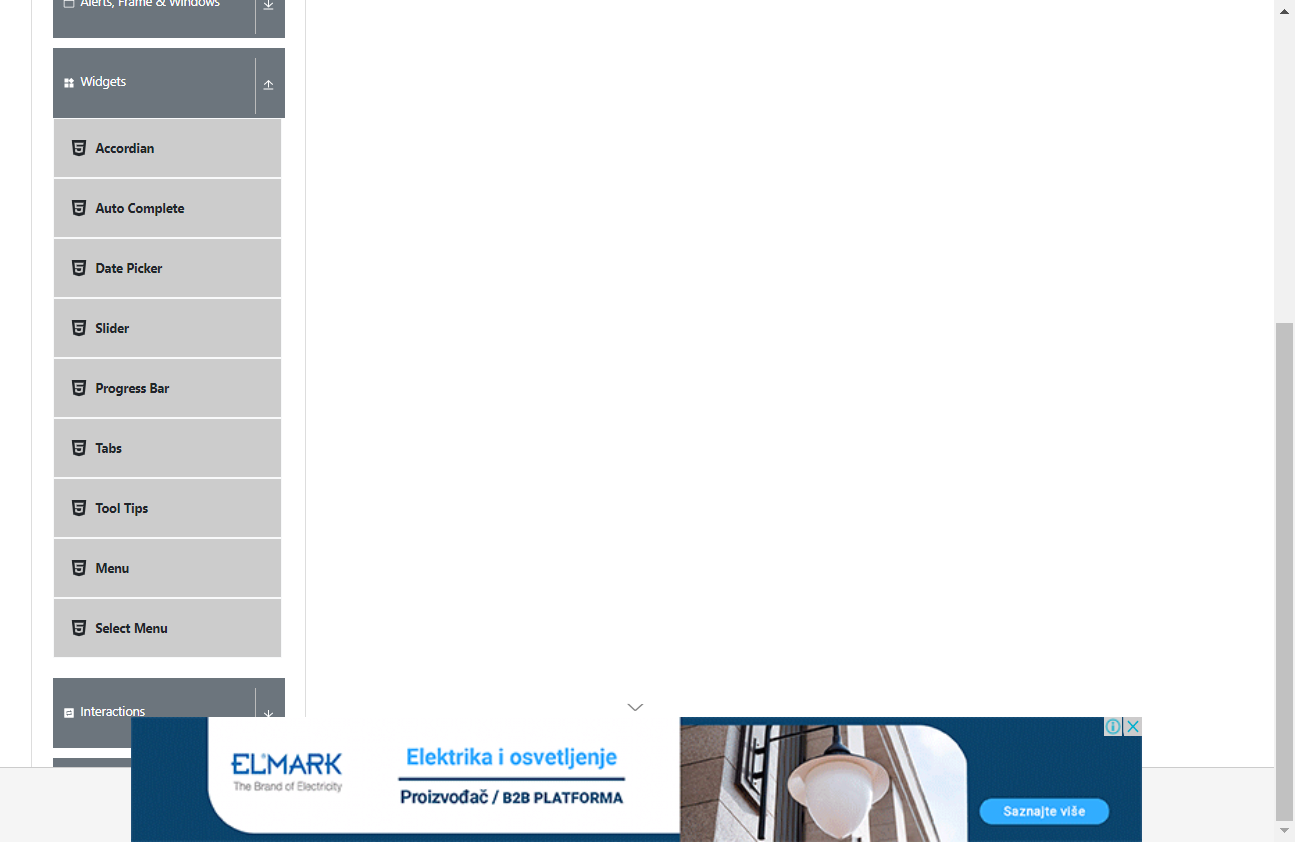 Alerts, Frame & Windows
Widgets
Accordian
Auto Complete
Date Picker
Slider
Progress Bar
Tabs
Tool Tips
Menu
Select Menu
Interactions
ELMARK
The Brand of Electricity
Elektrika i osvetljenje
Proizvođač / B2B PLATFORMA
Saznajte više